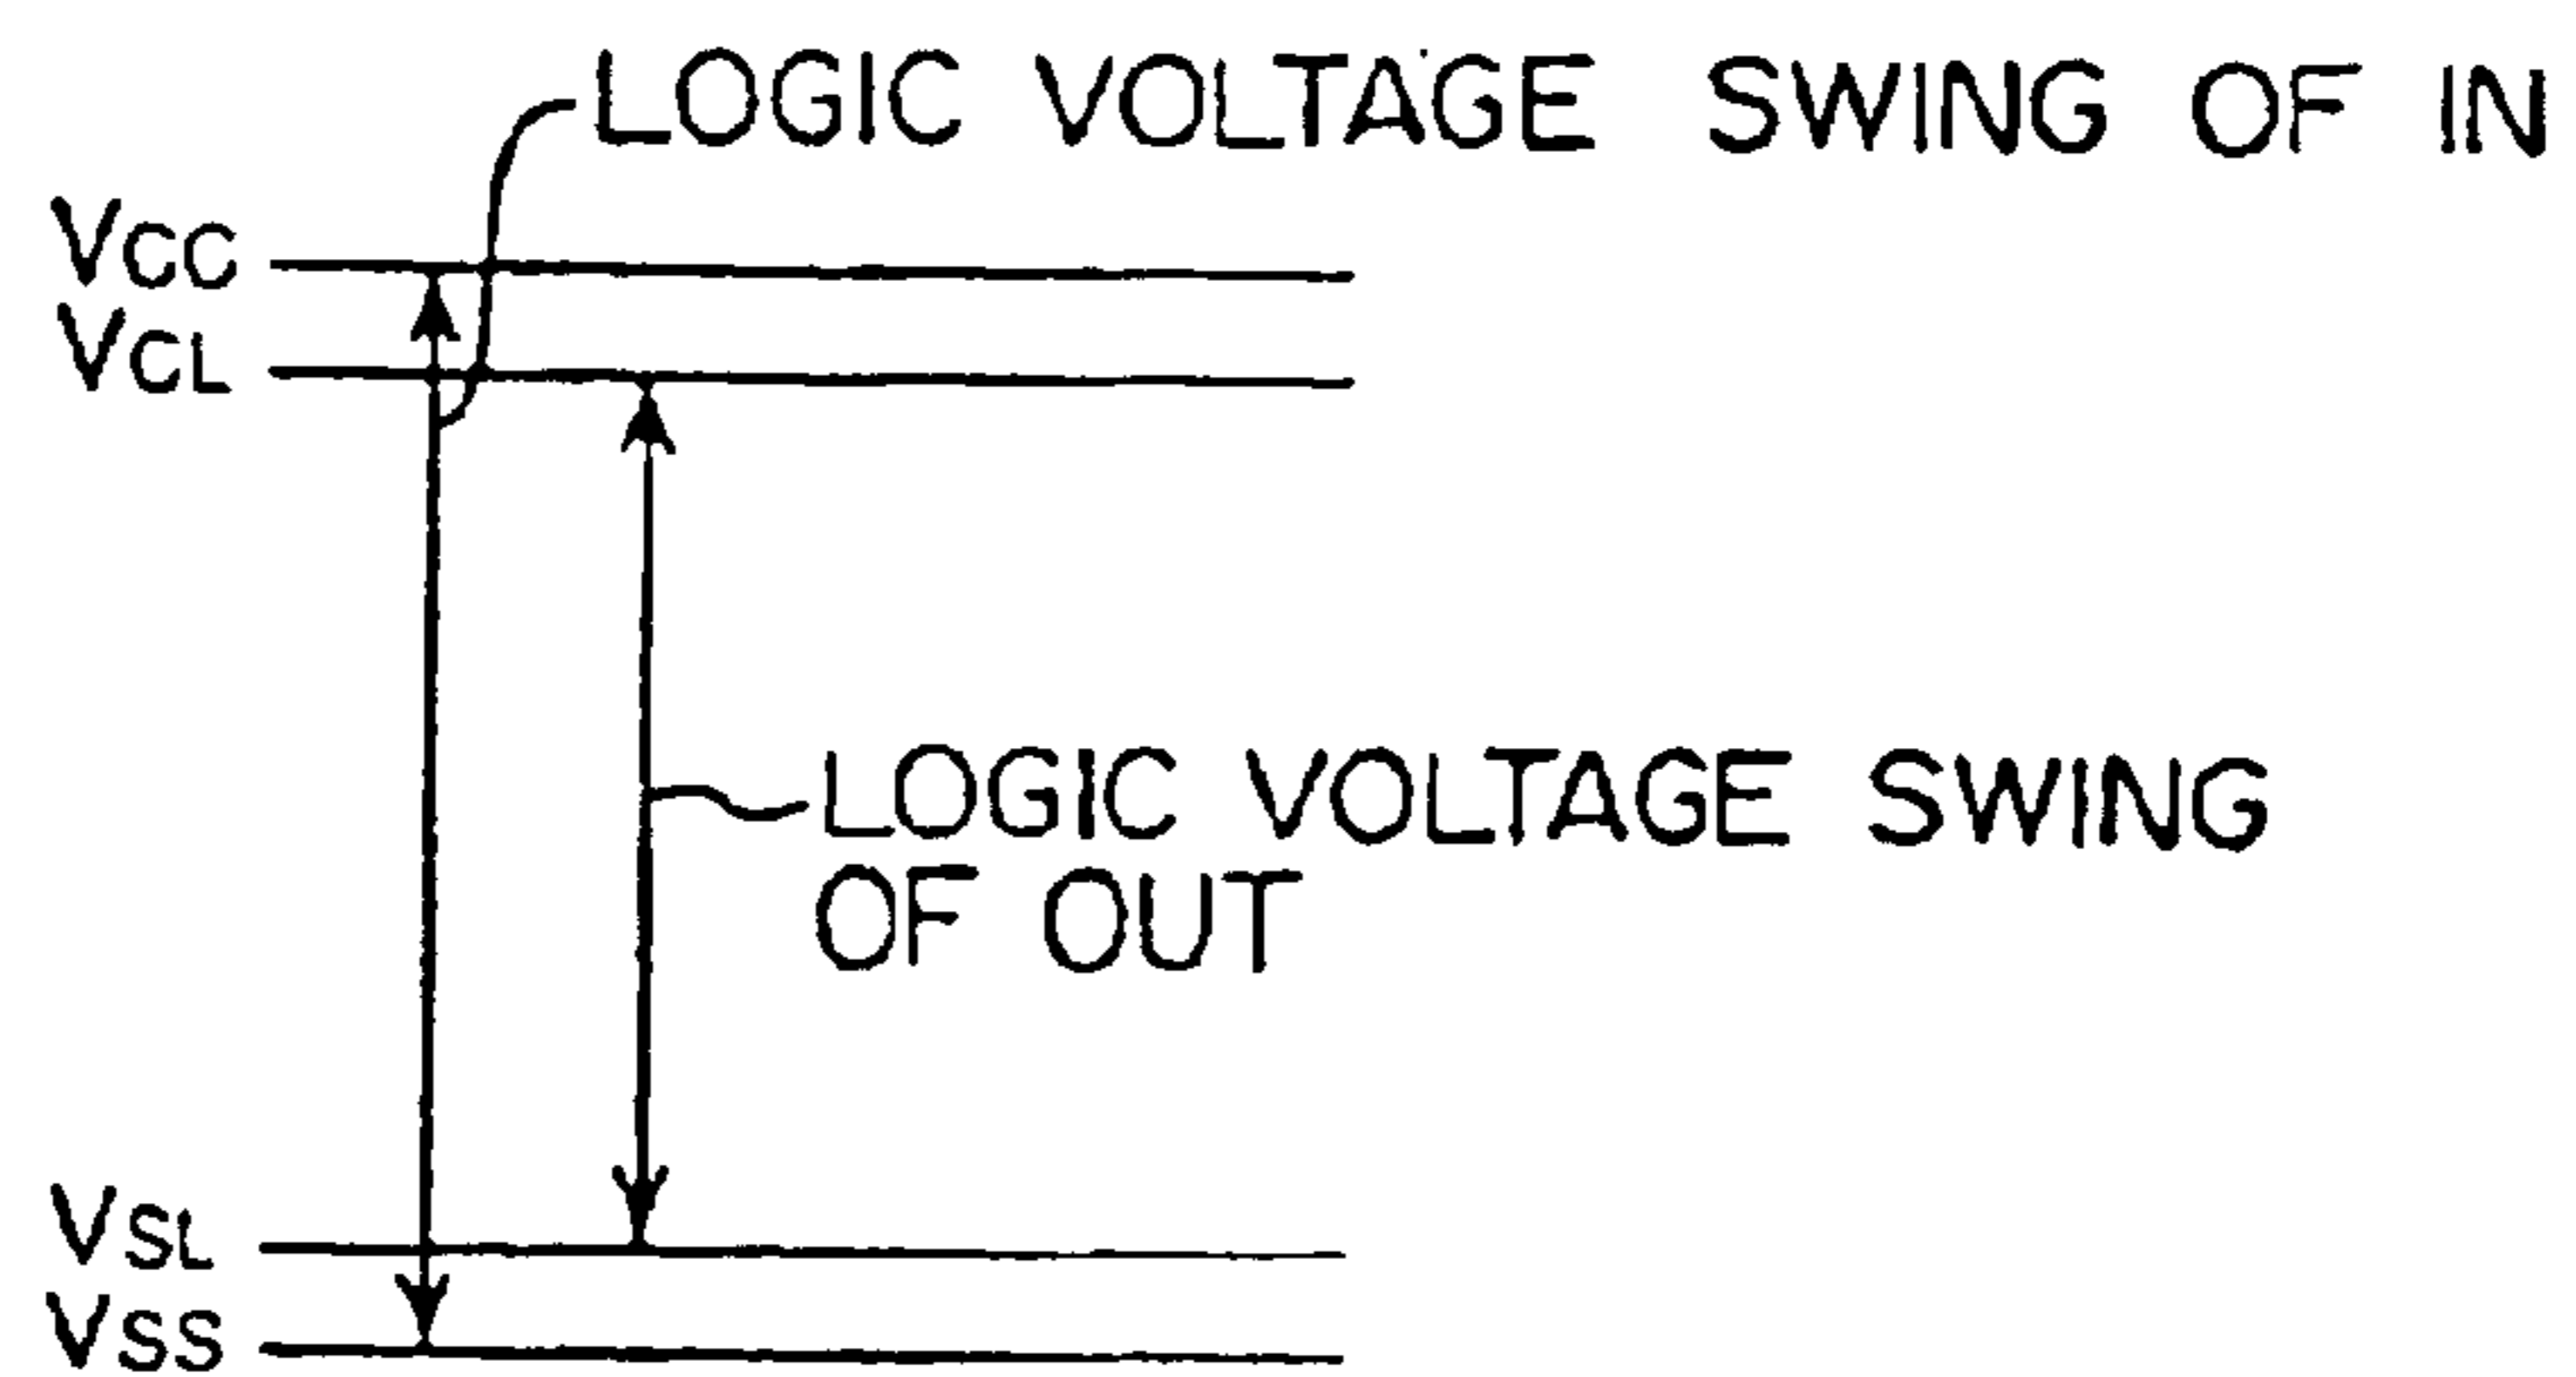 LOGIC VOLTAGE SWING OF IN
VCC
VCL
LOGIC VOLTAGE SWING
OF OUT
VSL
VSS